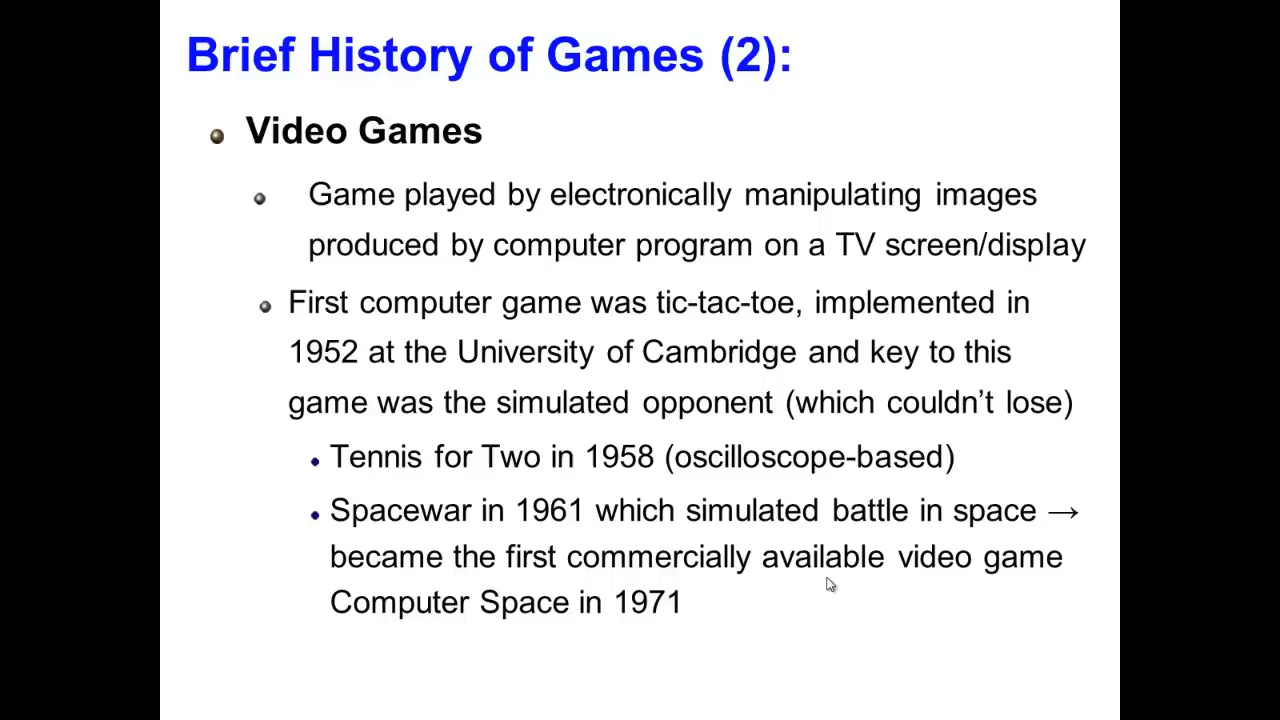 Brief History of Games (2):
Video Games
Game played by electronically manipulating images
produced by computer program on a TV screen/display
First computer game was tic-tac-toe, implemented in
1952 at the University of Cambridge and key to this
game was the simulated opponent (which couldn’t lose)
Tennis for Two in 1958 (oscilloscope-based)
Spacewar in 1961 which simulated battle in space →
became the first commercially available video game
Computer Space in 1971